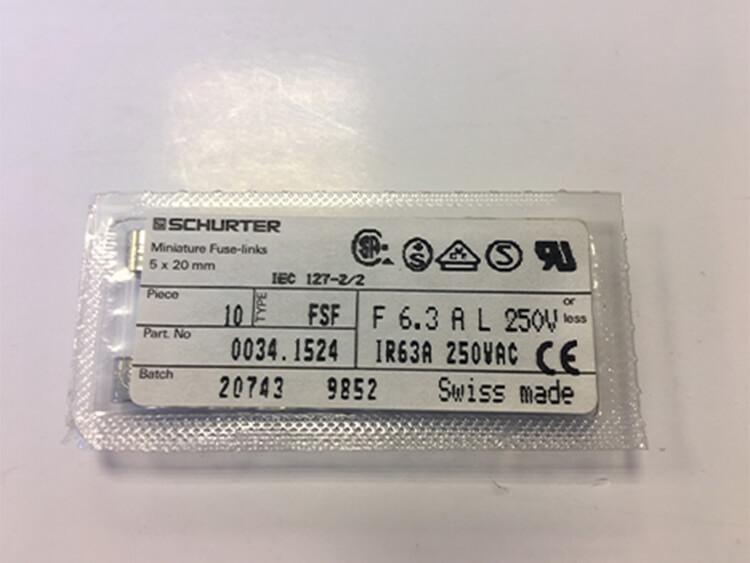 SCHURTER
Miniature Fuse-links
5 x 20 mm
IEC 127-2/2
Piece
10
TYPE
FSF
F 6.3 A L 250V or less
Part. No
0034.1524
IR63A 250VAC CE
Batch
20743 9852
Swiss made